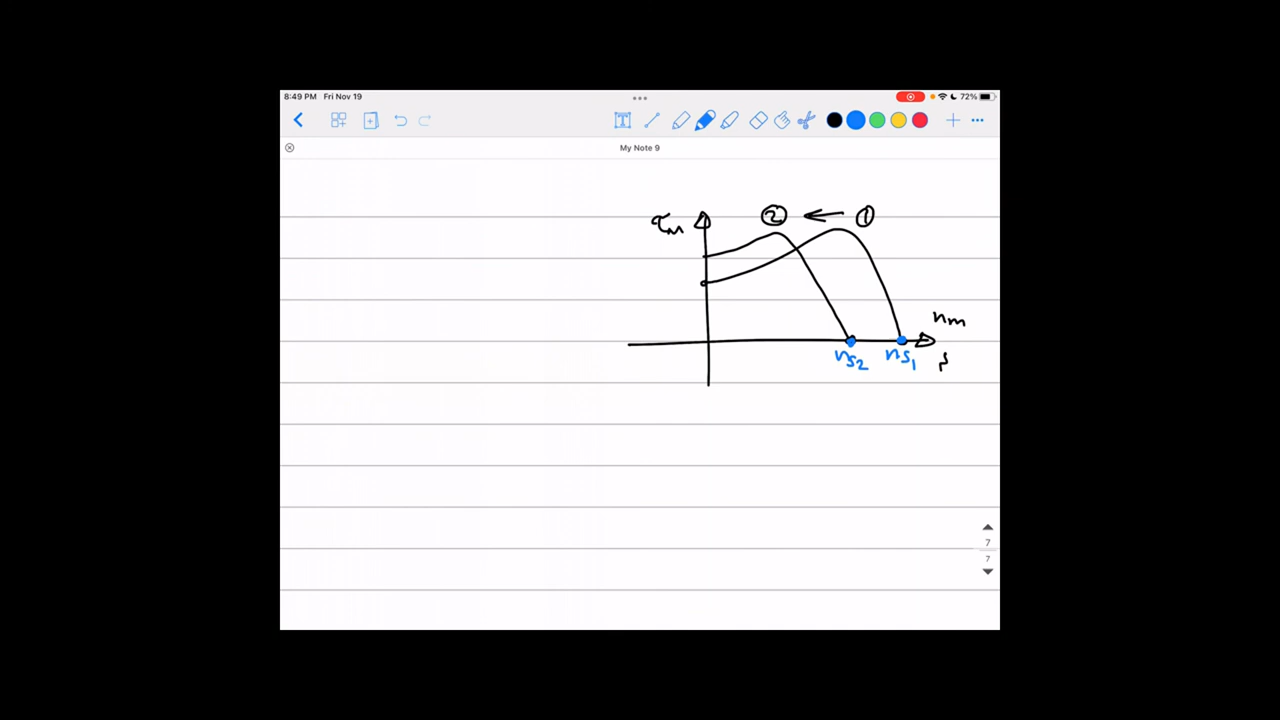 8:49 PM Fri Nov 19
72%
T
My Note 9
τm ② ← ①
nm
ns2 ns1
7
7